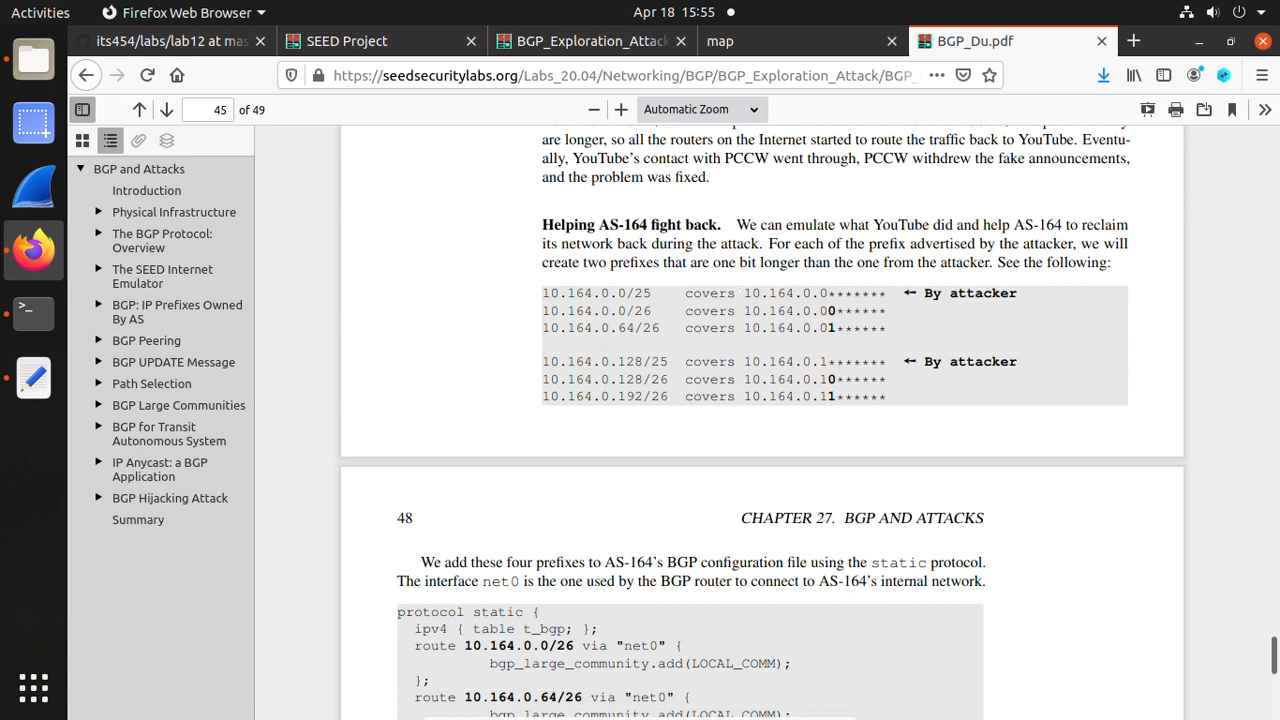 Activities
Firefox Web Browser
Apr 18 15:55
its454/labs/lab12 at mas
SEED Project
BGP_Exploration_Attack
map
BGP_Du.pdf
https://seedsecuritylabs.org/Labs_20.04/Networking/BGP/BGP_Exploration_Attack/BGP_
45
of 49
Automatic Zoom
BGP and Attacks
Introduction
Physical Infrastructure
The BGP Protocol:
Overview
The SEED Internet
Emulator
BGP: IP Prefixes Owned
By AS
BGP Peering
BGP UPDATE Message
Path Selection
BGP Large Communities
BGP for Transit
Autonomous System
IP Anycast: a BGP
Application
BGP Hijacking Attack
Summary
are longer, so all the routers on the Internet started to route the traffic back to YouTube. Eventu-
ally, YouTube's contact with PCCW went through, PCCW withdrew the fake announcements,
and the problem was fixed.
Helping AS-164 fight back. We can emulate what YouTube did and help AS-164 to reclaim
its network back during the attack. For each of the prefix advertised by the attacker, we will
create two prefixes that are one bit longer than the one from the attacker. See the following:
10.164.0.0/25 covers 10.164.0.0******* ← By attacker
10.164.0.0/26 covers 10.164.0.00******
10.164.0.64/26 covers 10.164.0.01******
10.164.0.128/25 covers 10.164.0.1******* ← By attacker
10.164.0.128/26 covers 10.164.0.10******
10.164.0.192/26 covers 10.164.0.11******
48
CHAPTER 27. BGP AND ATTACKS
We add these four prefixes to AS-164's BGP configuration file using the static protocol.
The interface net0 is the one used by the BGP router to connect to AS-164's internal network.
protocol static {
ipv4 { table t_bgp; };
route 10.164.0.0/26 via "net0" {
bgp_large_community.add(LOCAL_COMM);
};
route 10.164.0.64/26 via "net0" {
bgp_large_community.add(LOCAL_COMM);